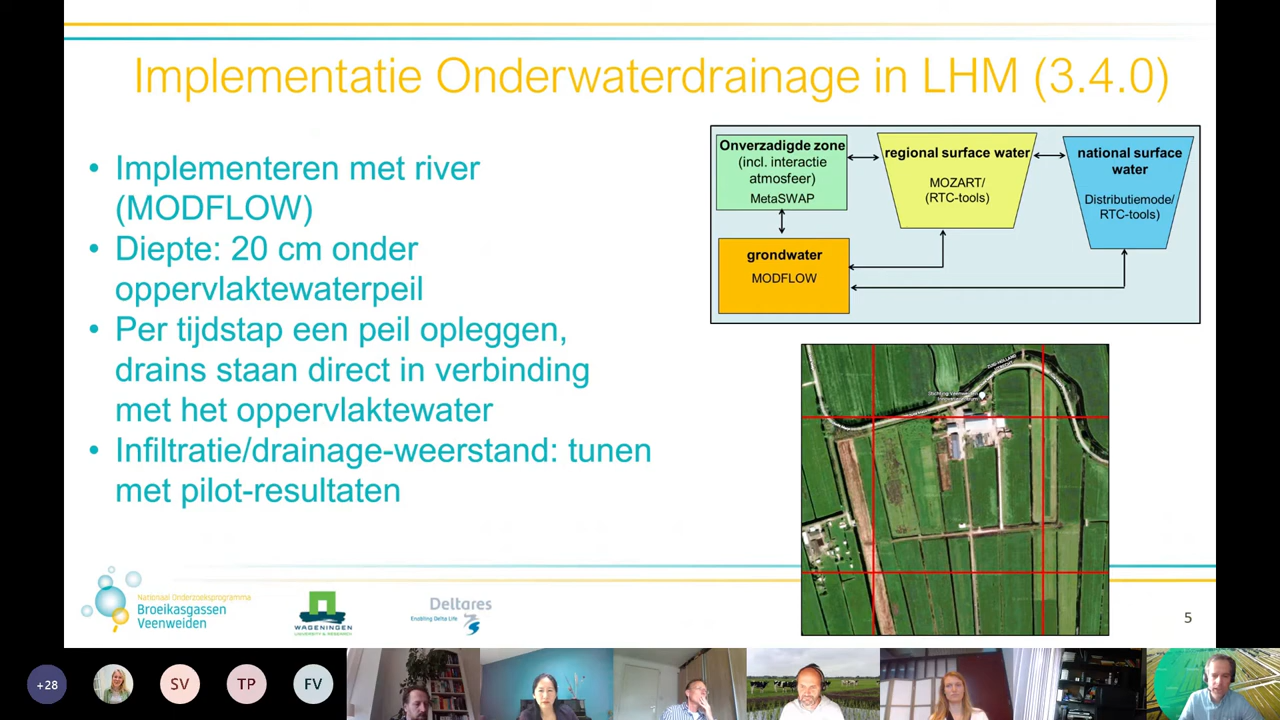 Implementatie Onderwaterdrainage in LHM (3.4.0)
• Implementeren met river
(MODFLOW)
• Diepte: 20 cm onder
oppervlaktewaterpeil
• Per tijdstap een peil opleggen,
drains staan direct in verbinding
met het oppervlaktewater
• Infiltratie/drainage-weerstand: tunen
met pilot-resultaten
Onverzadigde zone
(incl. interactie
atmosfeer)
MetaSWAP
regional surface water
MOZART/
(RTC-tools)
national surface
water
Distributiemode/
RTC-tools)
grondwater
MODFLOW
Nationaal Onderzoeksprogramma
Broeikasgassen
Veenweiden
WAGENINGEN
UNIVERSITY & RESEARCH
Deltares
Enabling Delta Life
5
+28
SV
TP
FV